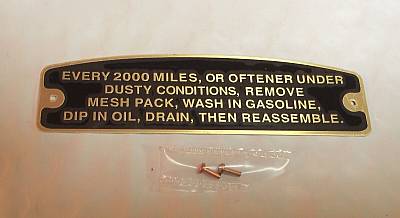 EVERY 2000 MILES, OR OFTENER UNDER
DUSTY CONDITIONS, REMOVE
MESH PACK, WASH IN GASOLINE,
DIP IN OIL, DRAIN, THEN REASSEMBLE.